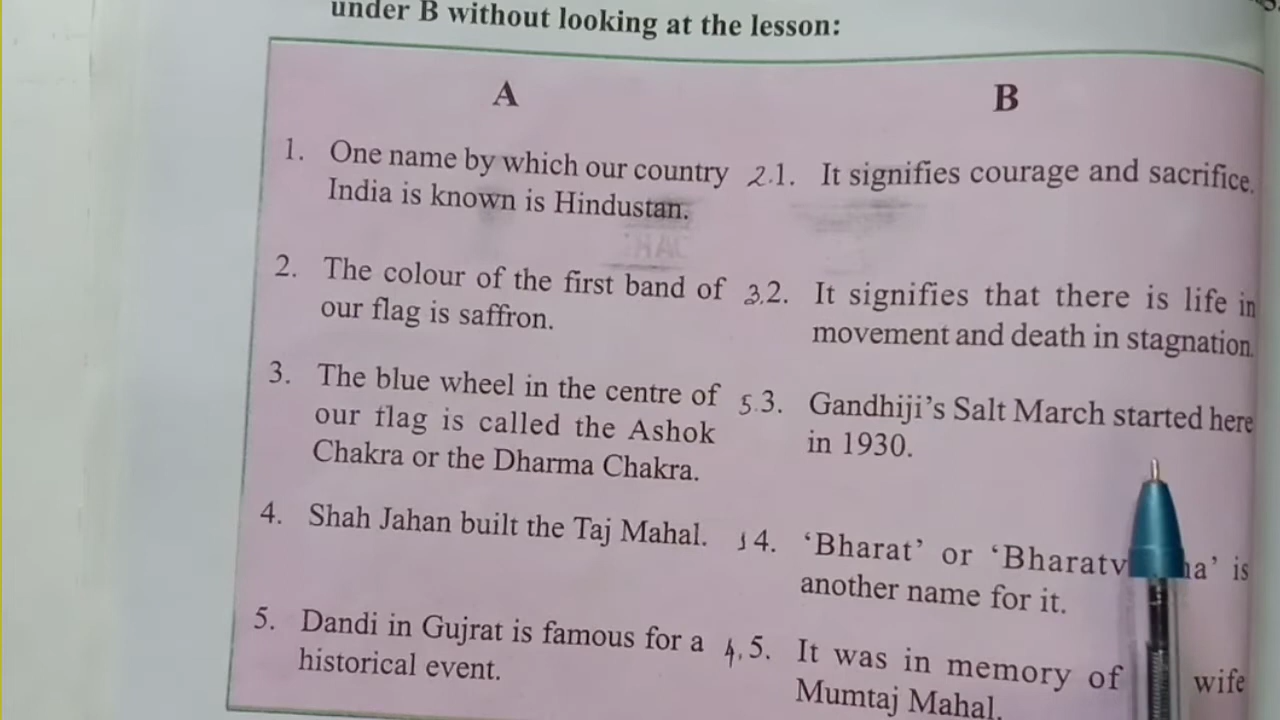 under B without looking at the lesson:
A B
1. One name by which our country 2.1. It signifies courage and sacrifice.
India is known is Hindustan.
2. The colour of the first band of 3.2. It signifies that there is life in
our flag is saffron. movement and death in stagnation.
3. The blue wheel in the centre of 5.3. Gandhiji's Salt March started here
our flag is called the Ashok in 1930.
Chakra or the Dharma Chakra.
4. Shah Jahan built the Taj Mahal. 1 4. 'Bharat' or is
another name for it.
5. Dandi in Gujrat is famous for a 4.5. It was in memory of wife
historical event. Mumtaj Mahal.